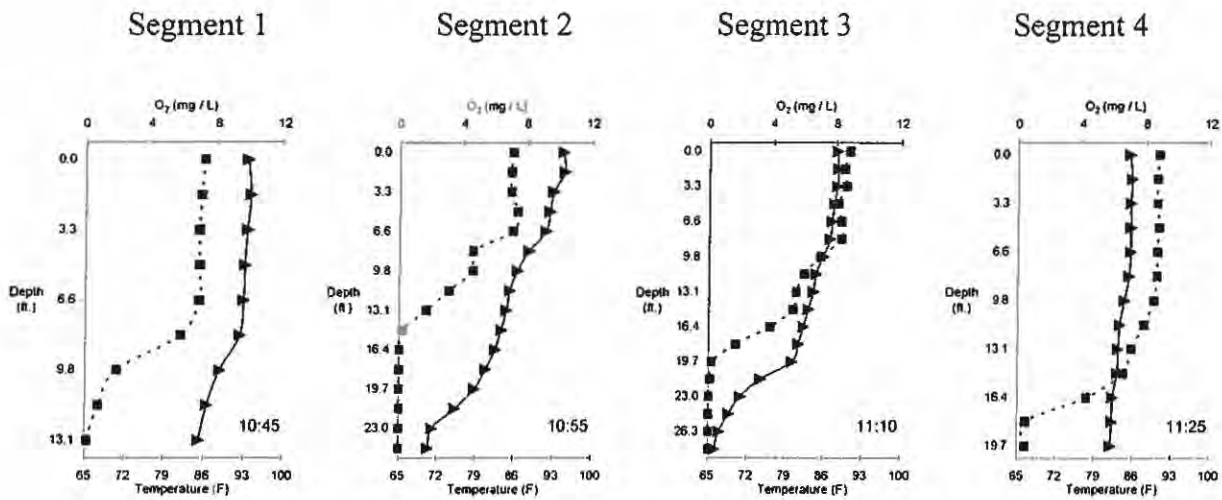 Segment 1 Segment 2 Segment 3 Segment 4
O2 (mg / L) O2 (mg / L) O2 (mg / L) O2 (mg / L)
0 4 8 12 0 4 8 12 0 4 8 12 0 4 8 12
0.0
3.3
Depth
(ft.)
6.6
9.8
13.1
10:45
65 72 79 86 93 100
Temperature (F)
0.0
3.3
6.6
9.8
Depth
(ft.)
13.1
16.4
19.7
23.0
10:55
65 72 79 86 93 100
Temperature (F)
0.0
3.3
6.6
9.8
Depth
(ft.)
13.1
16.4
19.7
23.0
26.3
11:10
65 72 79 86 93 100
Temperature (F)
0.0
3.3
6.6
Depth
(ft.)
9.8
13.1
16.4
19.7
11:25
65 72 79 86 93 100
Temperature (F)